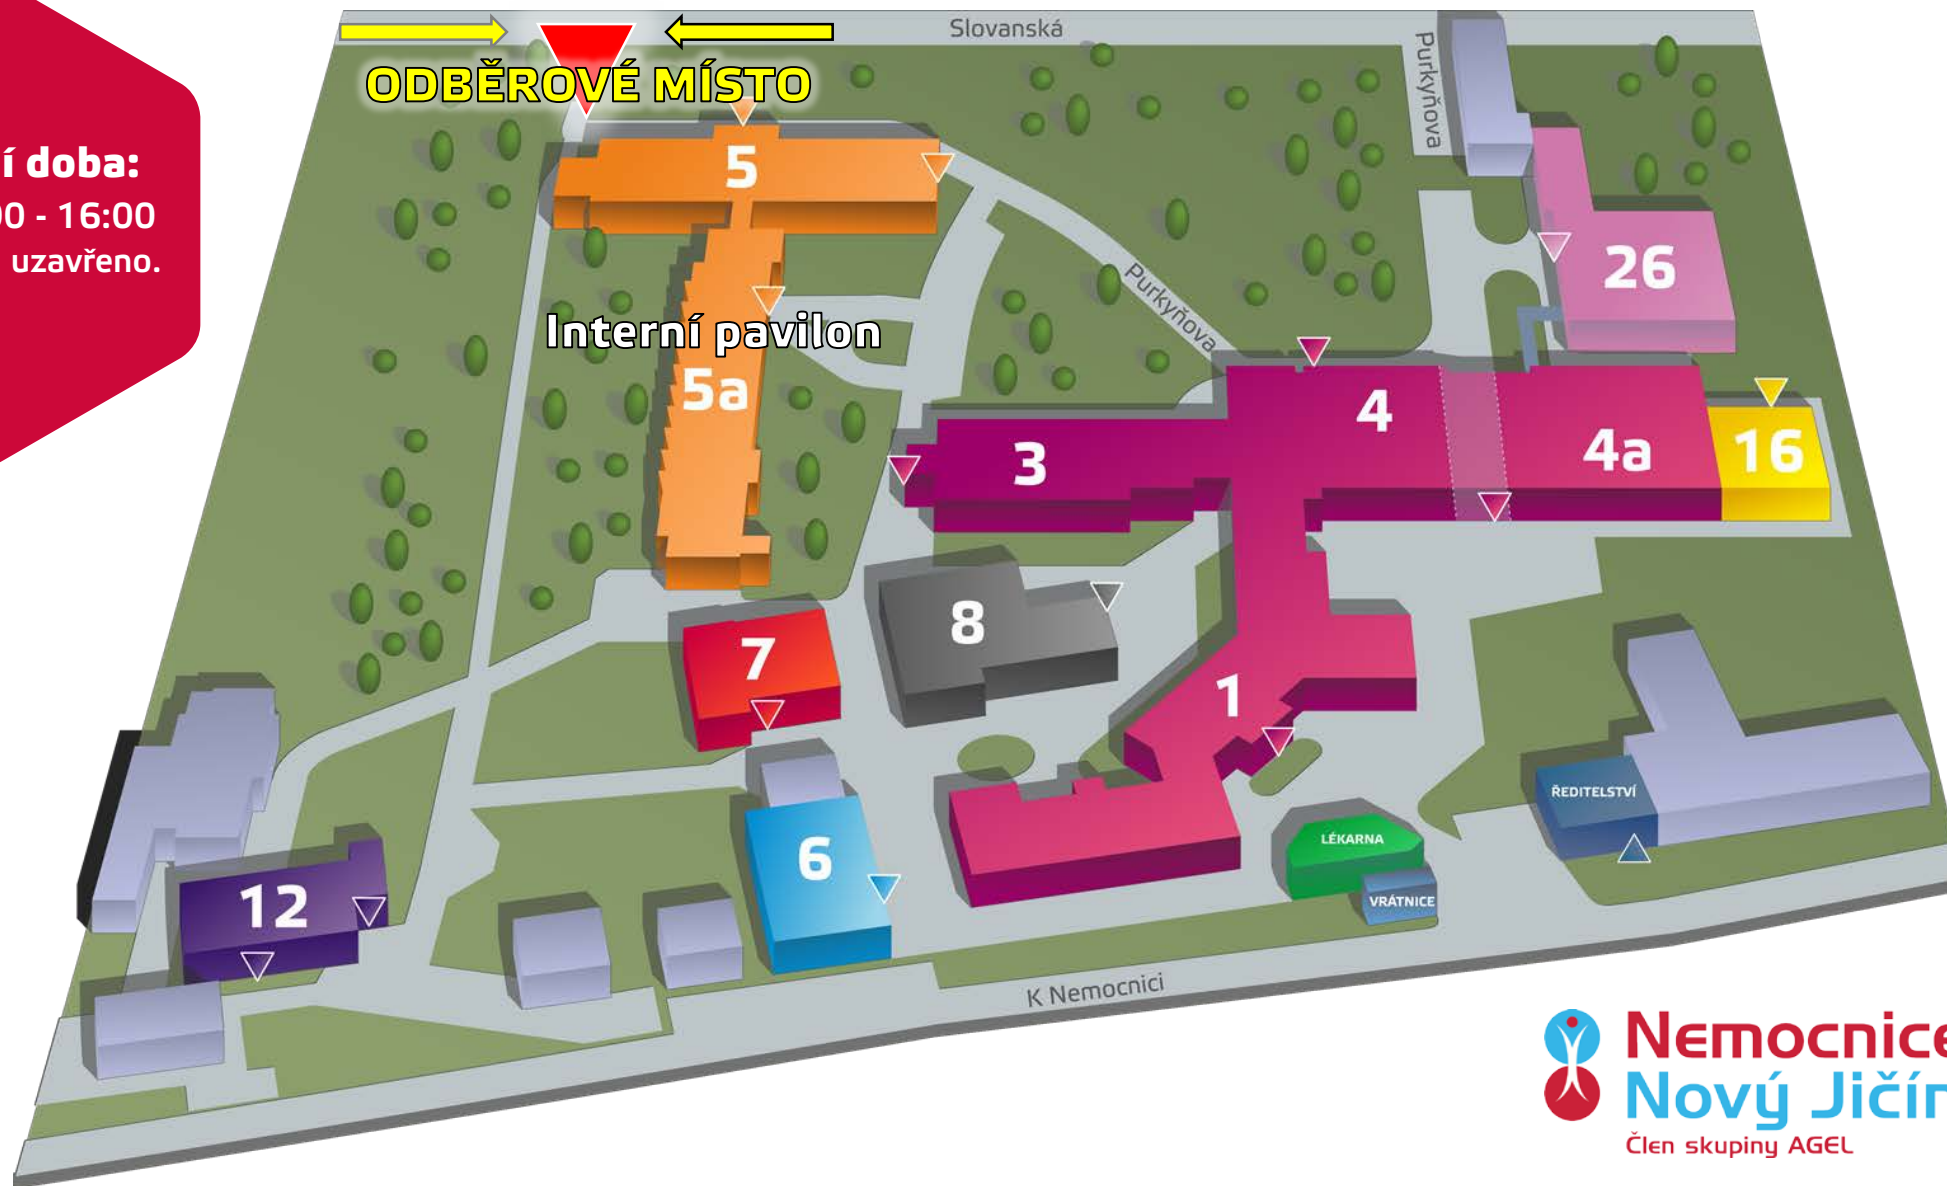 Slovanská
ODBĚROVÉ MÍSTO
Purkyňova
í doba:
00 - 16:00
uzavřeno.
5
26
Purkyňova
Interní pavilon
5a
4
3
4a
16
8
7
1
ŘEDITELSTVÍ
LÉKARNA
6
VRÁTNICE
12
K Nemocnici
Nemocnice
Nový Jičín
Člen skupiny AGEL